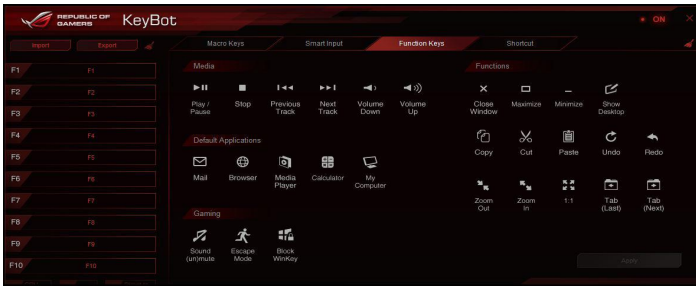 REPUBLIC OF
GAMERS
KeyBot
ON
Import
Export
Macro Keys
Smart Input
Function Keys
Shortcut
F1 F1
F2 F2
F3 F3
F4 F4
F5 F5
F6 F6
F7 F7
F8 F8
F9 F9
F10 F10
Media
Play /
Pause
Stop
Previous
Track
Next
Track
Volume
Down
Volume
Up
Default Applications
Mail
Browser
Media
Player
Calculator
My
Computer
Gaming
Sound
(un)mute
Escape
Mode
Block
WinKey
Functions
Close
Window
Maximize
Minimize
Show
Desktop
Copy
Cut
Paste
Undo
Redo
Zoom
Out
Zoom
In
1:1
Tab
(Last)
Tab
(Next)
Apply